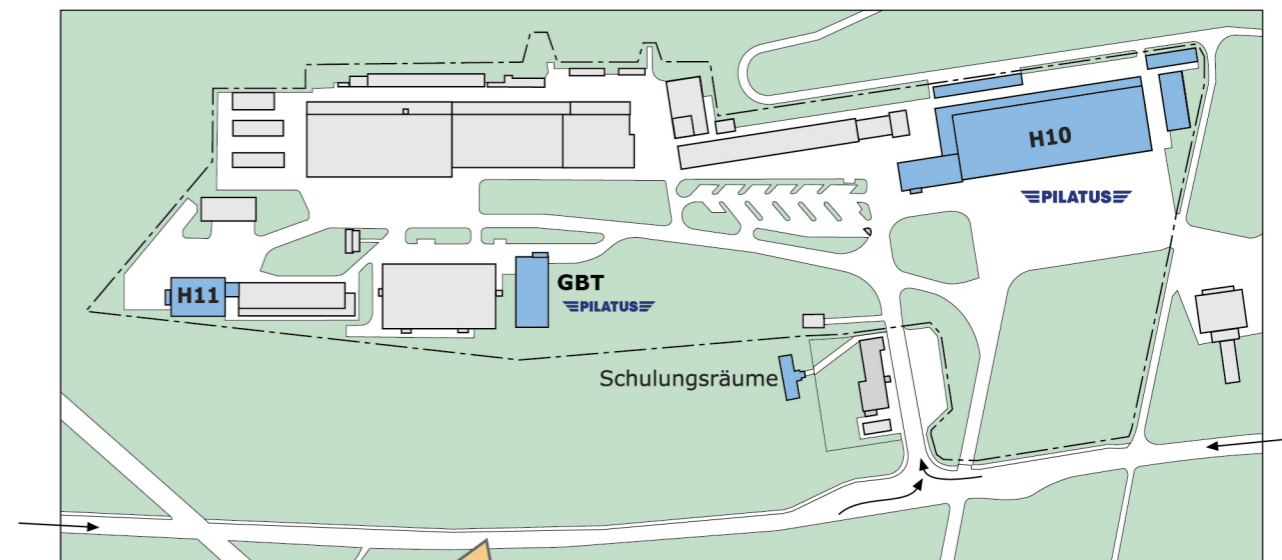 H10
PILATUS
H11
GBT
PILATUS
Schulungsräume